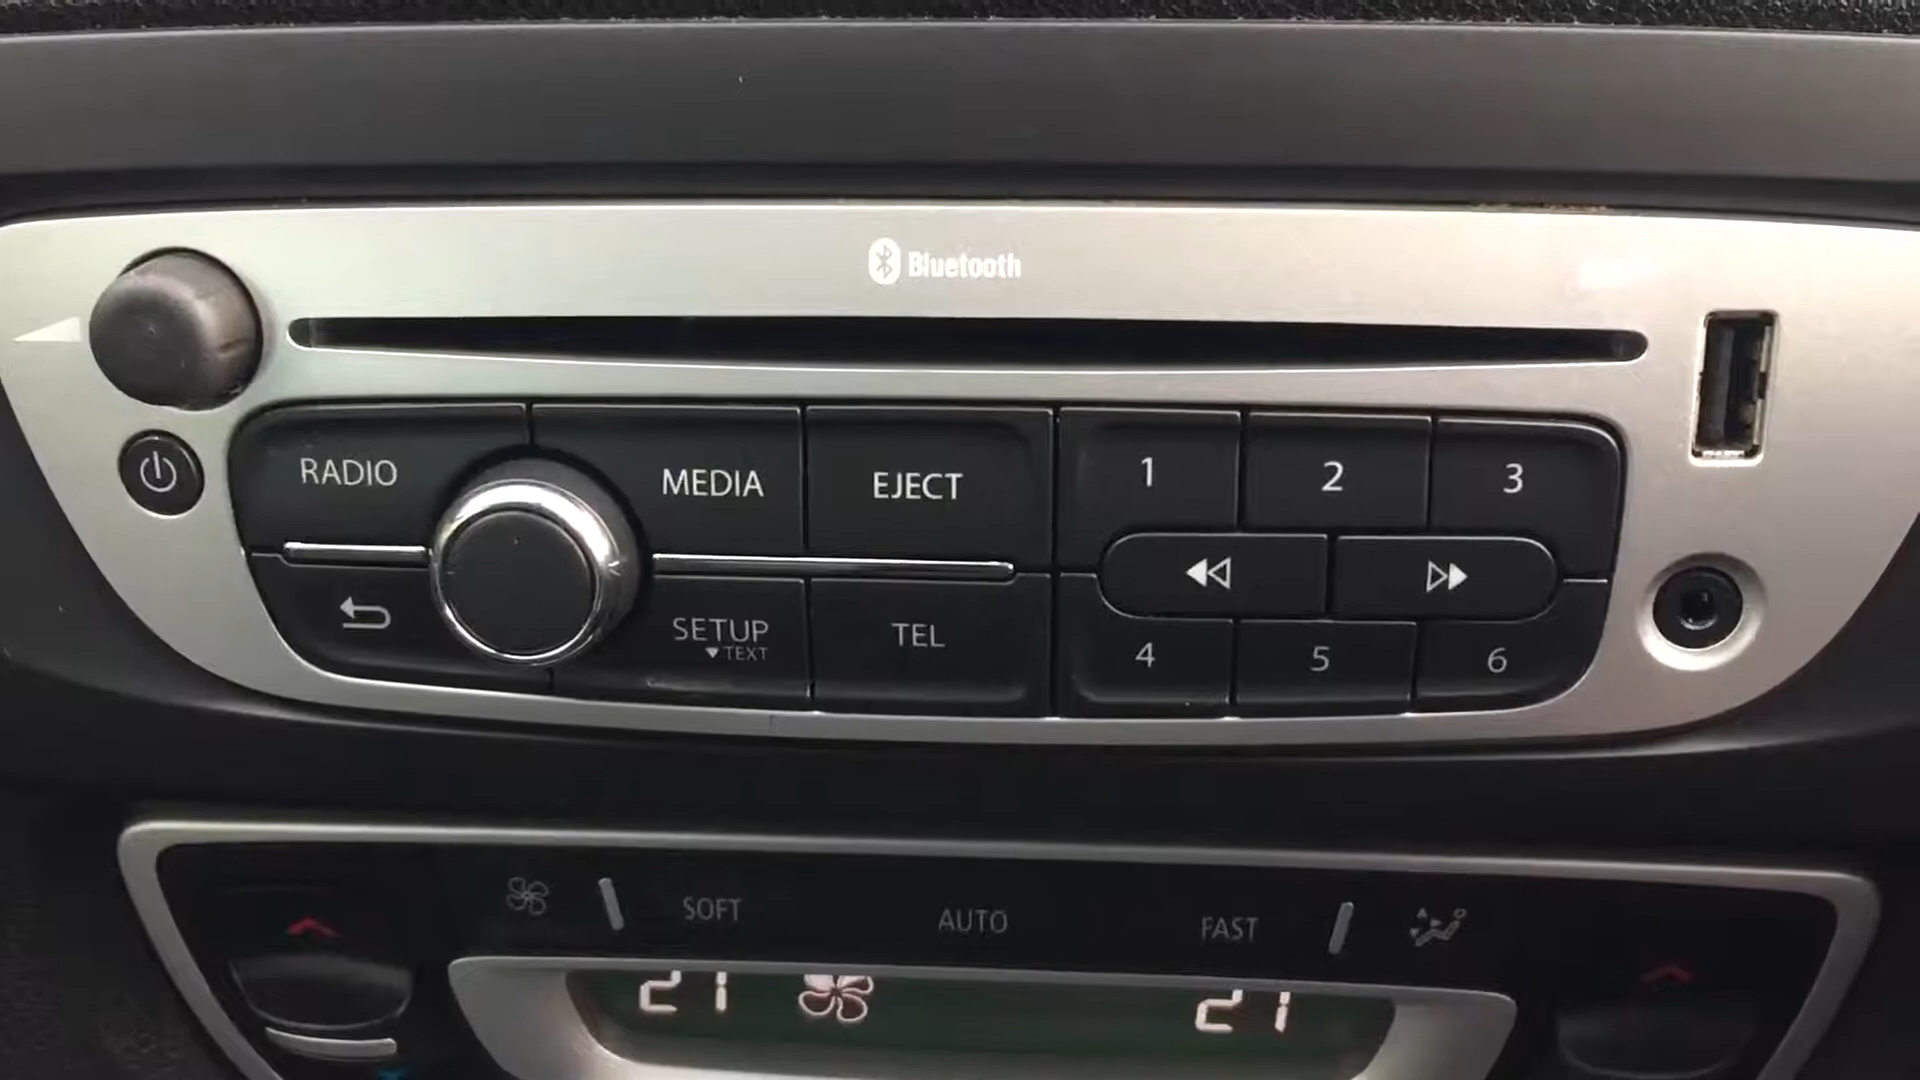 Bluetooth
RADIO
MEDIA
EJECT
1
2
3
SETUP
▼TEXT
TEL
4
5
6
SOFT
AUTO
FAST
21
21